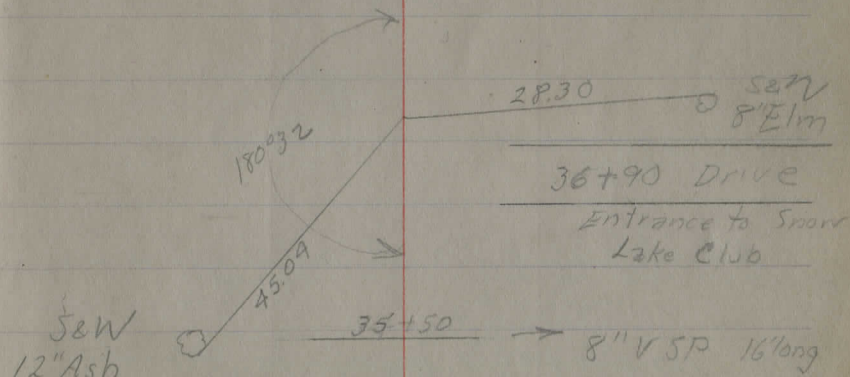 28.30
S&W
8"Elm
180°32
36+90 Drive
Entrance to Snow
Lake Club
45.09
S&W
12"Ash
35+50
8" V SP 16'long